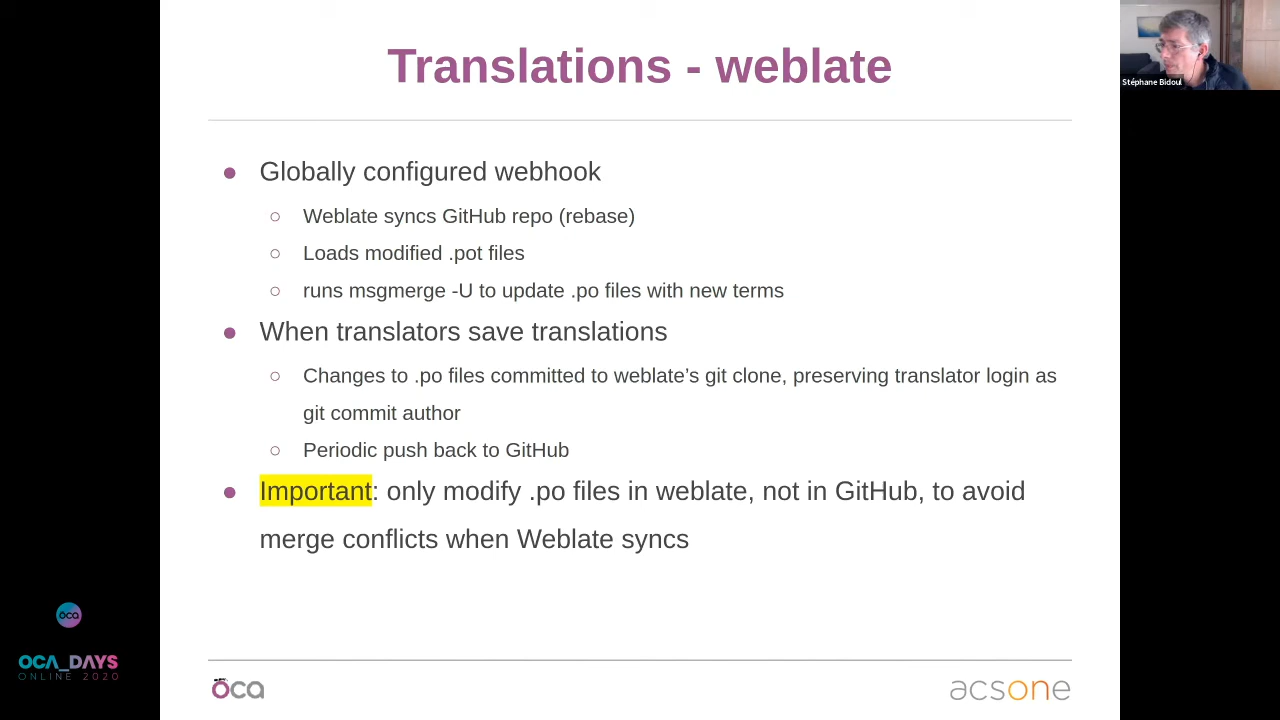 Translations - weblate
Stéphane Bidoul
● Globally configured webhook
○ Weblate syncs GitHub repo (rebase)
○ Loads modified .pot files
○ runs msgmerge -U to update .po files with new terms
● When translators save translations
○ Changes to .po files committed to weblate’s git clone, preserving translator login as
git commit author
○ Periodic push back to GitHub
● Important: only modify .po files in weblate, not in GitHub, to avoid
merge conflicts when Weblate syncs
oca
OCA_DAYS
ONLINE 2020
oca
acsone